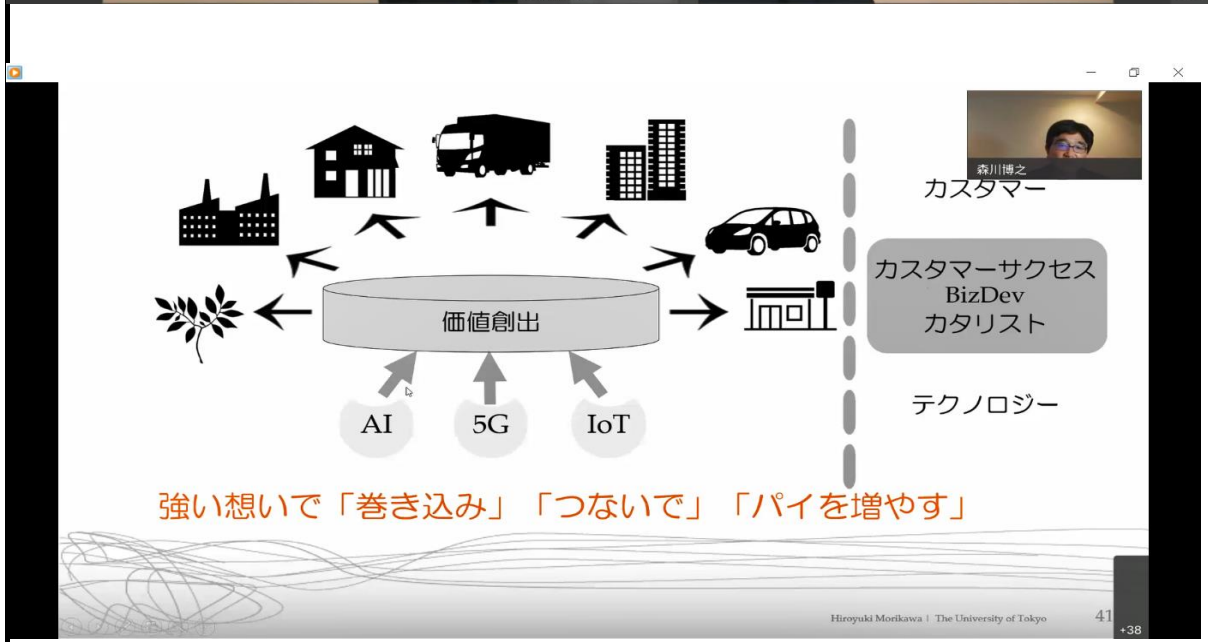 森川博之
カスタマー
カスタマーサクセス
BizDev
カタリスト
価値創出
AI
5G
IoT
テクノロジー
強い想いで「巻き込み」「つないで」「パイを増やす」
Hiroyuki Morikawa | The University of Tokyo
41
+38